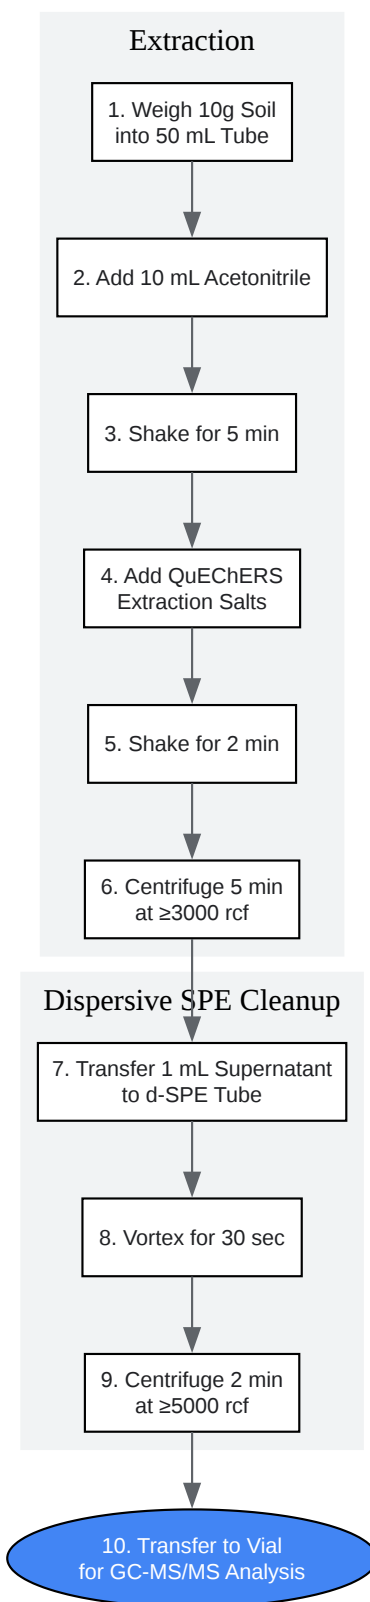 Extraction
1. Weigh 10g Soil
into 50 mL Tube
2. Add 10 mL Acetonitrile
3. Shake for 5 min
4. Add QuEChERS
Extraction Salts
5. Shake for 2 min
6. Centrifuge 5 min
at ≥3000 rcf
Dispersive SPE Cleanup
7. Transfer 1 mL Supernatant
to d-SPE Tube
8. Vortex for 30 sec
9. Centrifuge 2 min
at ≥5000 rcf
10. Transfer to Vial
for GC-MS/MS Analysis